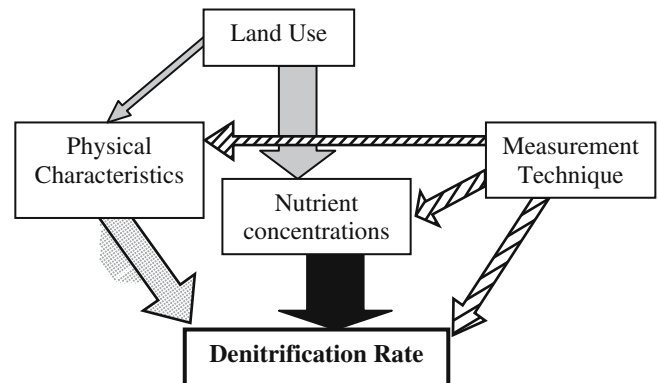 Land Use
Physical
Characteristics
Measurement
Technique
Nutrient
concentrations
Denitrification Rate